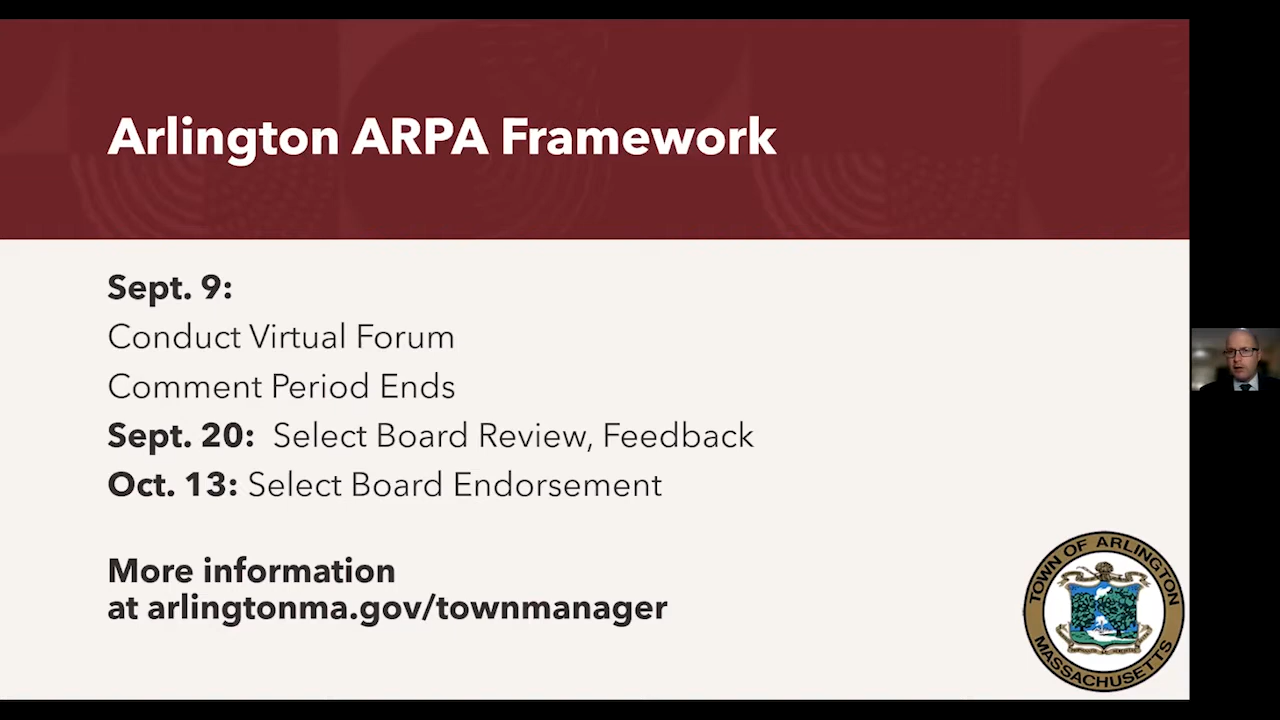 Arlington ARPA Framework
Sept. 9:
Conduct Virtual Forum
Comment Period Ends
Sept. 20: Select Board Review, Feedback
Oct. 13: Select Board Endorsement
More information
at arlingtonma.gov/townmanager
TOWN OF ARLINGTON
MASSACHUSETTS